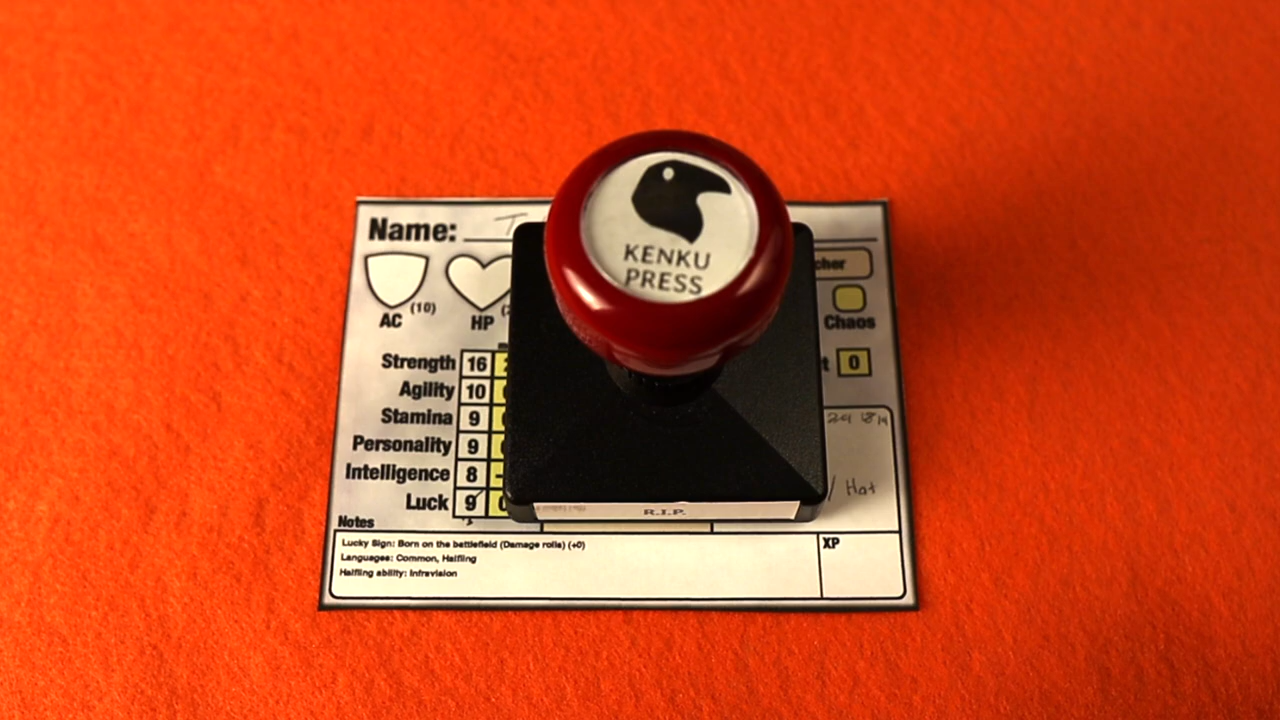 Name: T
KENKU
PRESS
AC (10)
HP
Chaos
0
Strength 16
Agility 10
Stamina 9
Personality 9
Intelligence 8 -
Luck 9 0
Hat
R.I.P.
Notes
Lucky Sign: Born on the battlefield (Damage rolls) (+0)
Languages: Common, Halfling
Halfling ability: Infravision
XP